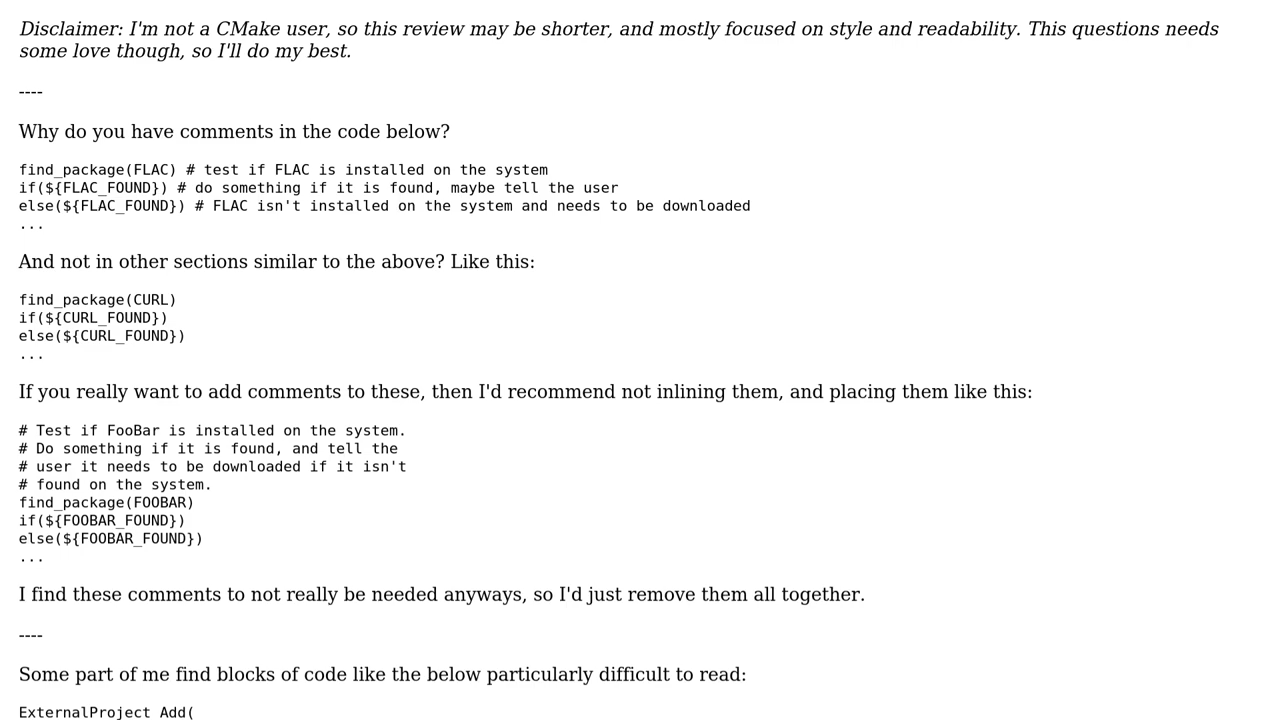 Disclaimer: I'm not a CMake user, so this review may be shorter, and mostly focused on style and readability. This questions needs
some love though, so I'll do my best.
----
Why do you have comments in the code below?
find_package(FLAC) # test if FLAC is installed on the system
if(${FLAC_FOUND}) # do something if it is found, maybe tell the user
else(${FLAC_FOUND}) # FLAC isn't installed on the system and needs to be downloaded
...
And not in other sections similar to the above? Like this:
find_package(CURL)
if(${CURL_FOUND})
else(${CURL_FOUND})
...
If you really want to add comments to these, then I'd recommend not inlining them, and placing them like this:
# Test if FooBar is installed on the system.
# Do something if it is found, and tell the
# user it needs to be downloaded if it isn't
# found on the system.
find_package(FOOBAR)
if(${FOOBAR_FOUND})
else(${FOOBAR_FOUND})
...
I find these comments to not really be needed anyways, so I'd just remove them all together.
----
Some part of me find blocks of code like the below particularly difficult to read:
ExternalProject_Add(